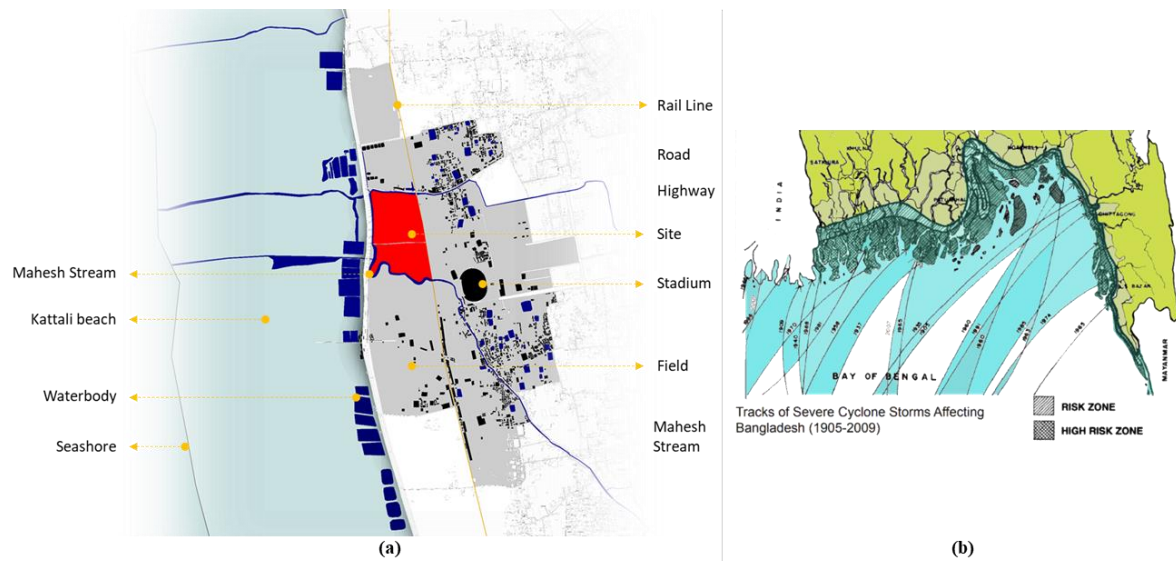 Rail Line
Road
Highway
Site
Stadium
Field
Mahesh
Stream
Mahesh Stream
Kattali beach
Waterbody
Seashore
(a)
INDIA
CHITTAGONG
MAYANMAR
BAY OF BENGAL
Tracks of Severe Cyclone Storms Affecting
Bangladesh (1905-2009)
RISK ZONE
HIGH RISK ZONE
(b)